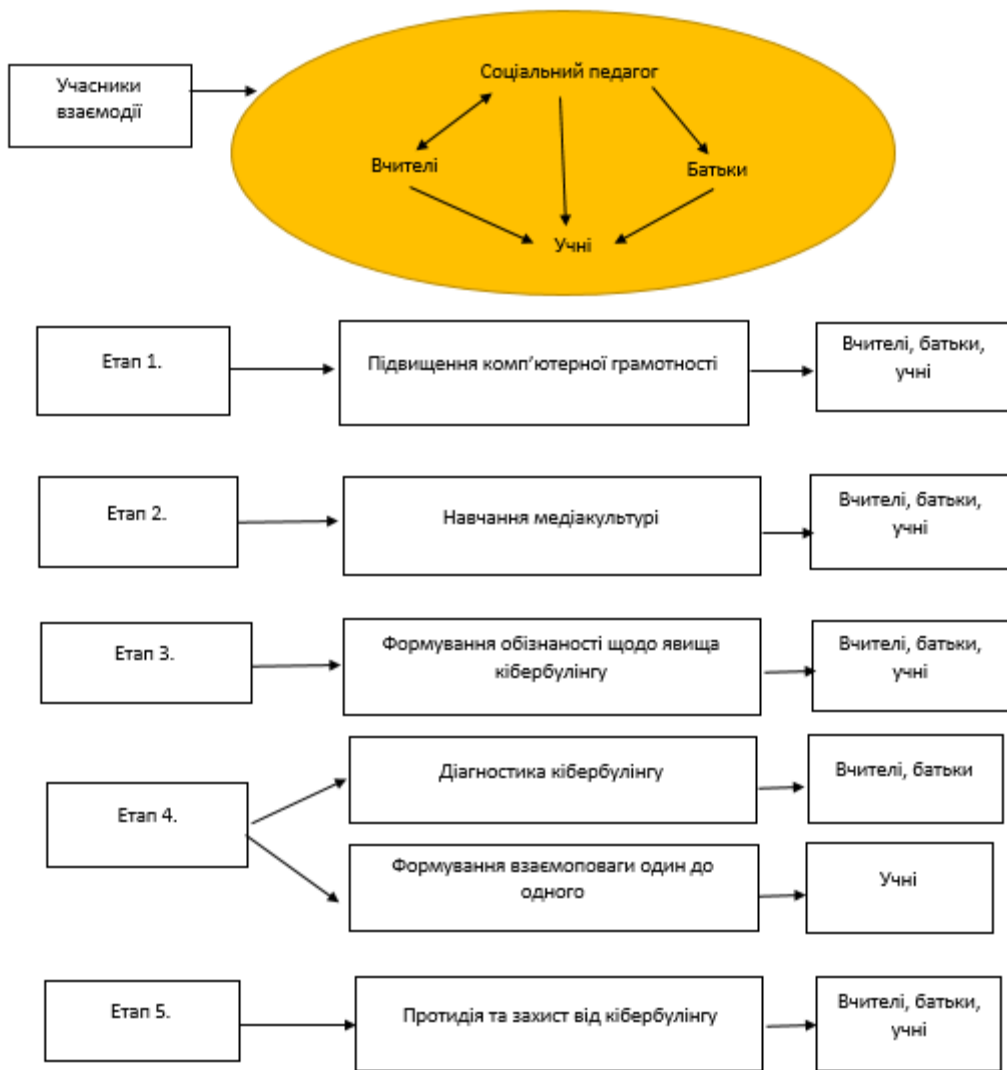 Соціальний педагог
Учасники
взаємодії
Вчителі
Батьки
Учні
Етап 1.
Підвищення комп’ютерної грамотності
Вчителі, батьки,
учні
Етап 2.
Навчання медіакультурі
Вчителі, батьки,
учні
Етап 3.
Формування обізнаності щодо явища
кібербулінгу
Вчителі, батьки,
учні
Етап 4.
Діагностика кібербулінгу
Вчителі, батьки
Формування взаємоповаги один до
одного
Учні
Етап 5.
Протидія та захист від кібербулінгу
Вчителі, батьки,
учні